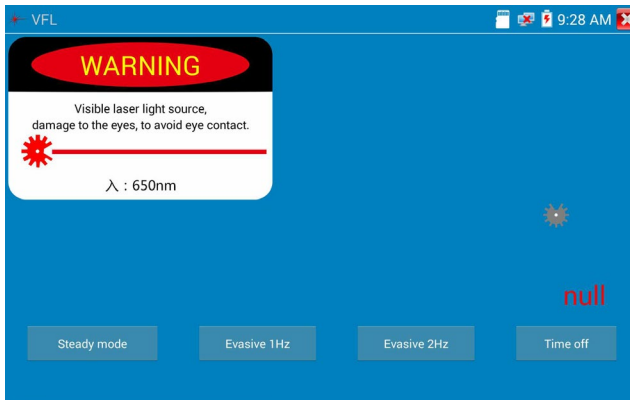 VFL
9:28 AM
WARNING
Visible laser light source,
damage to the eyes, to avoid eye contact.
入 : 650nm
null
Steady mode
Evasive 1Hz
Evasive 2Hz
Time off